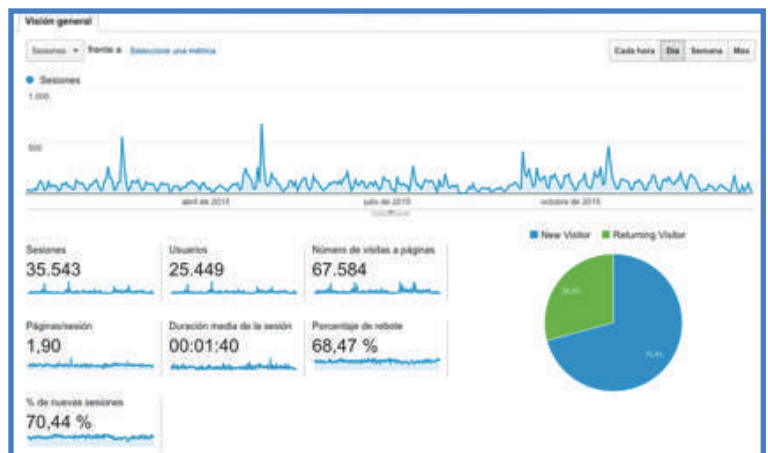 Visión general
Sesiones frente a Seleccione una métrica
Cada hora Día Semana Mes
Sesiones
1.000
500
abril de 2015 julio de 2015 octubre de 2015
New Visitor Returning Visitor
Sesiones
35.543
Usuarios
25.449
Número de visitas a páginas
67.584
Páginas/sesión
1,90
Duración media de la sesión
00:01:40
Porcentaje de rebote
68,47 %
% de nuevas sesiones
70,44 %